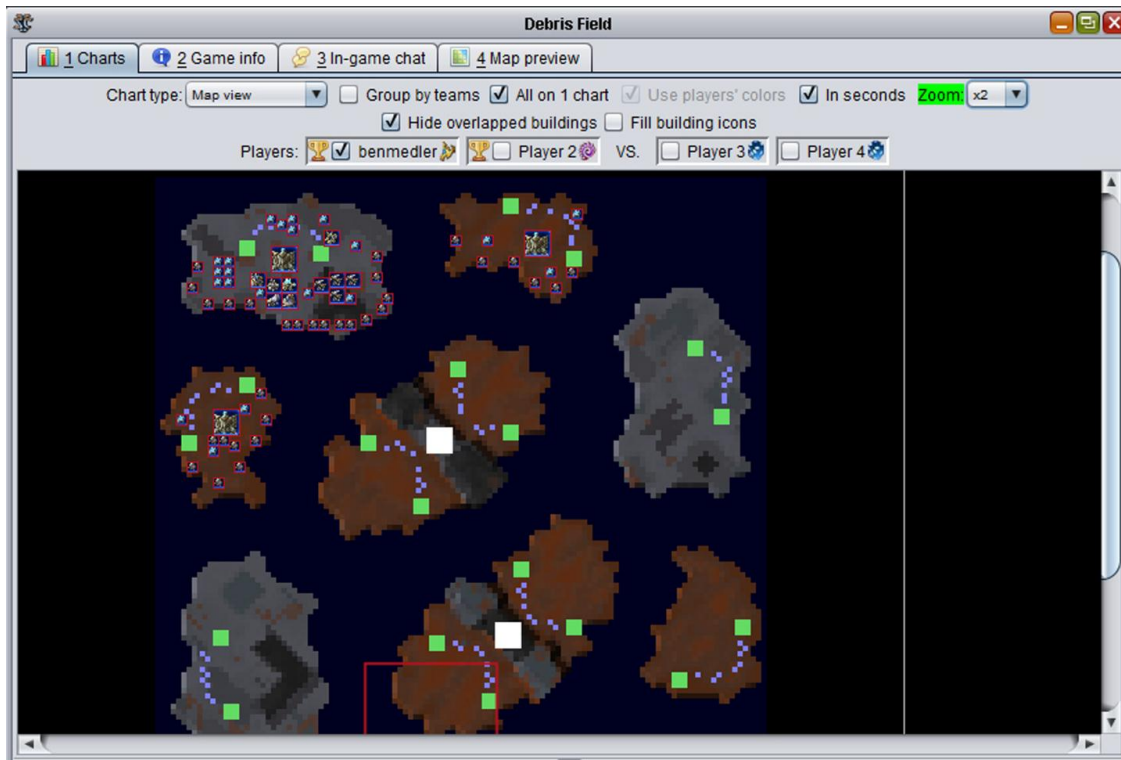 Debris Field
1 Charts 2 Game info 3 In-game chat 4 Map preview
Chart type: Map view Group by teams All on 1 chart Use players' colors In seconds Zoom: x2
Hide overlapped buildings Fill building icons
Players: benmedler Player 2 VS. Player 3 Player 4